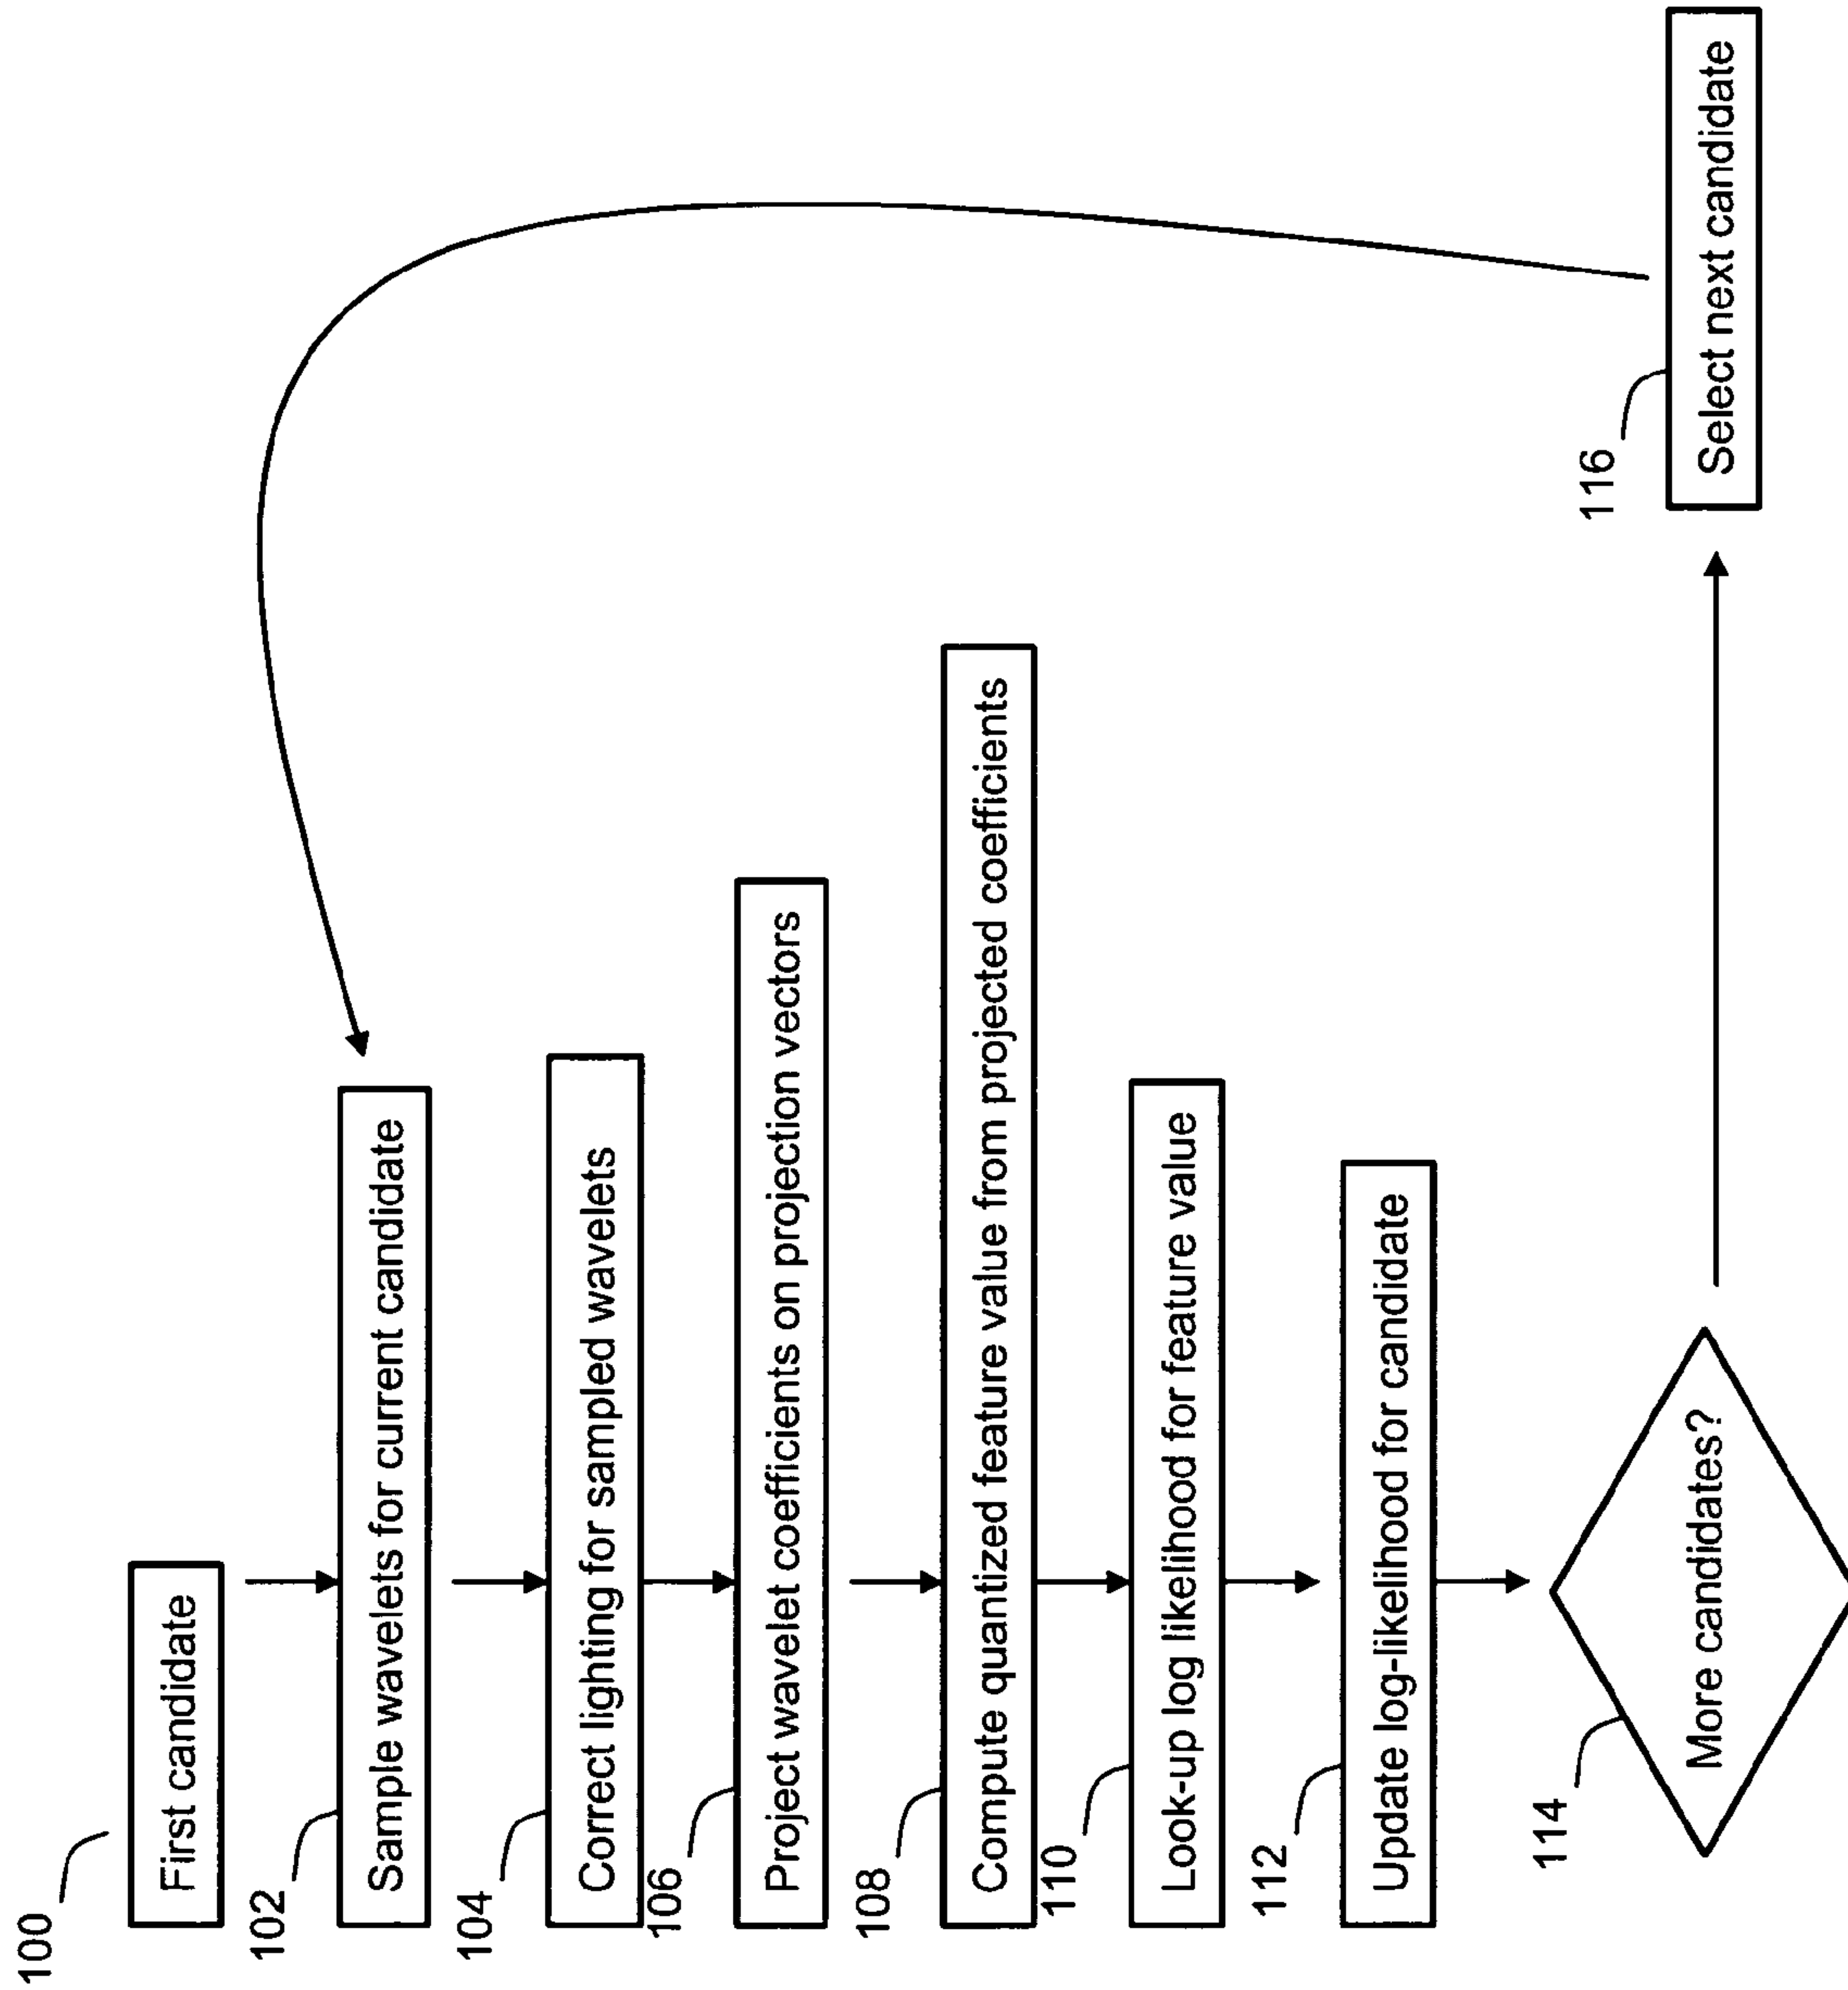 100
First candidate
102
Sample wavelets for current candidate
104
Correct lighting for sampled wavelets
106
Project wavelet coefficients on projection vectors
108
Compute quantized feature value from projected coefficients
110
Look-up log likelihood for feature value
112
Update log-likelihood for candidate
114
More candidates?
116
Select next candidate